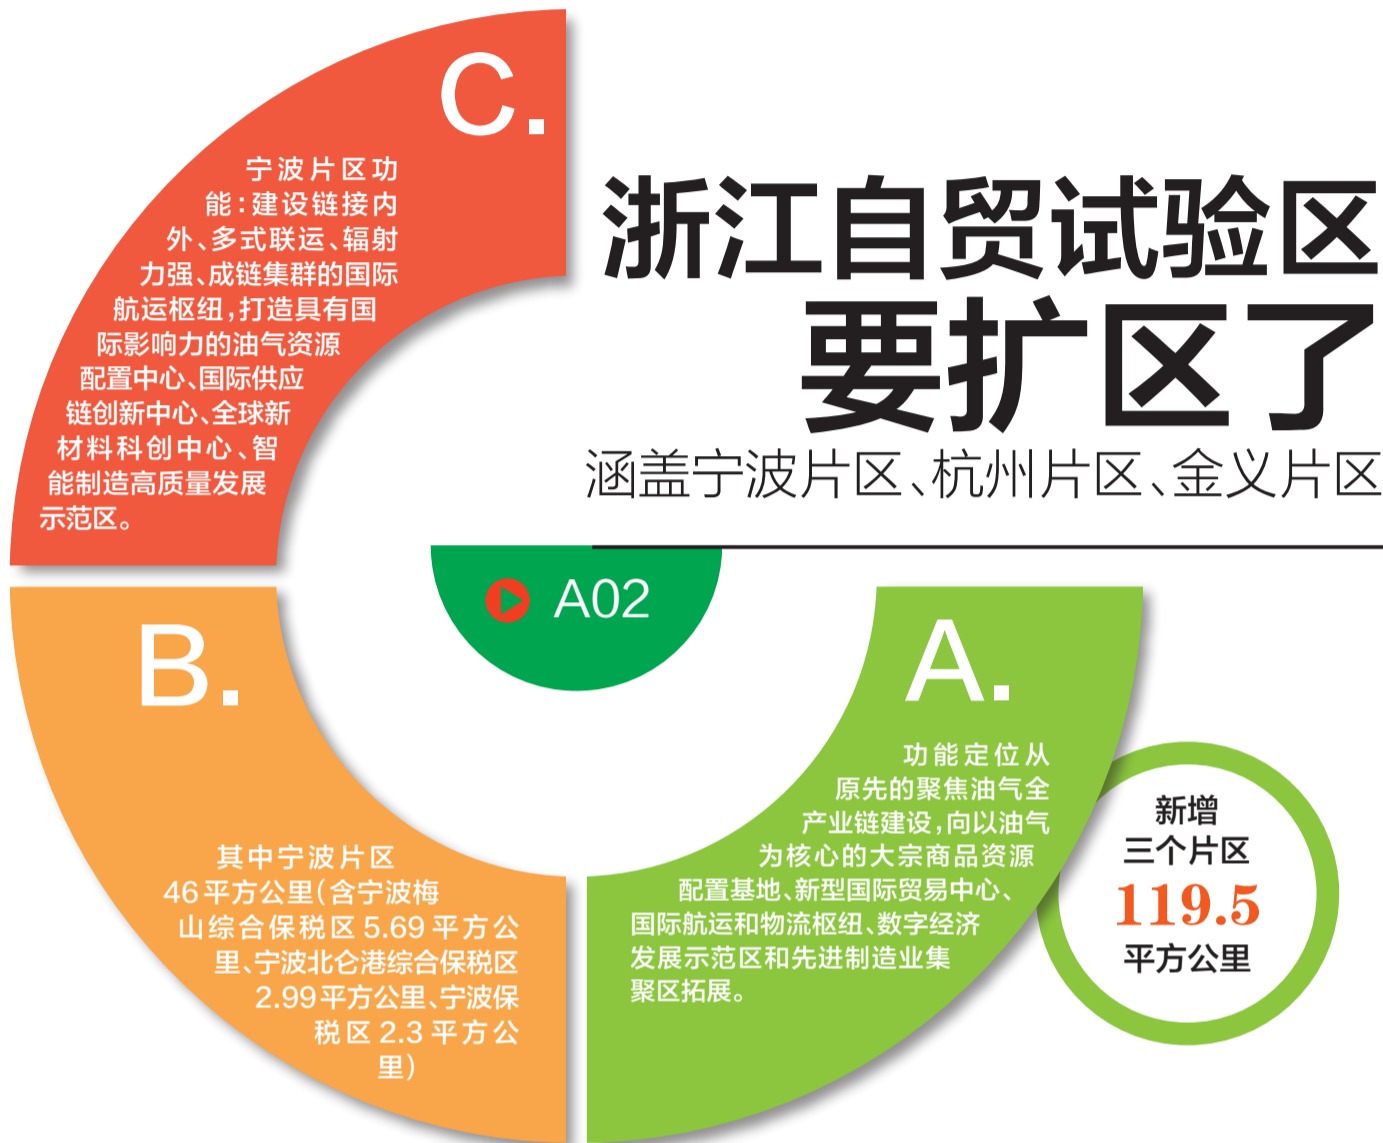 浙江自贸试验区
要扩区了
涵盖宁波片区、杭州片区、金义片区
A02
A.
功能定位从
原先的聚焦油气全
产业链建设,向以油气
为核心的大宗商品资源
配置基地、新型国际贸易中心、
国际航运和物流枢纽、数字经济
发展示范区和先进制造业集
聚区拓展。
新增
三个片区
119.5
平方公里
B.
其中宁波片区
46平方公里(含宁波梅
山综合保税区5.69平方公
里、宁波北仑港综合保税区
2.99平方公里、宁波保
税区2.3平方公
里)
C.
宁波片区功
能:建设链接内
外、多式联运、辐射
力强、成链集群的国际
航运枢纽,打造具有国
际影响力的油气资源
配置中心、国际供应
链创新中心、全球新
材料科创中心、智
能制造高质量发展
示范区。